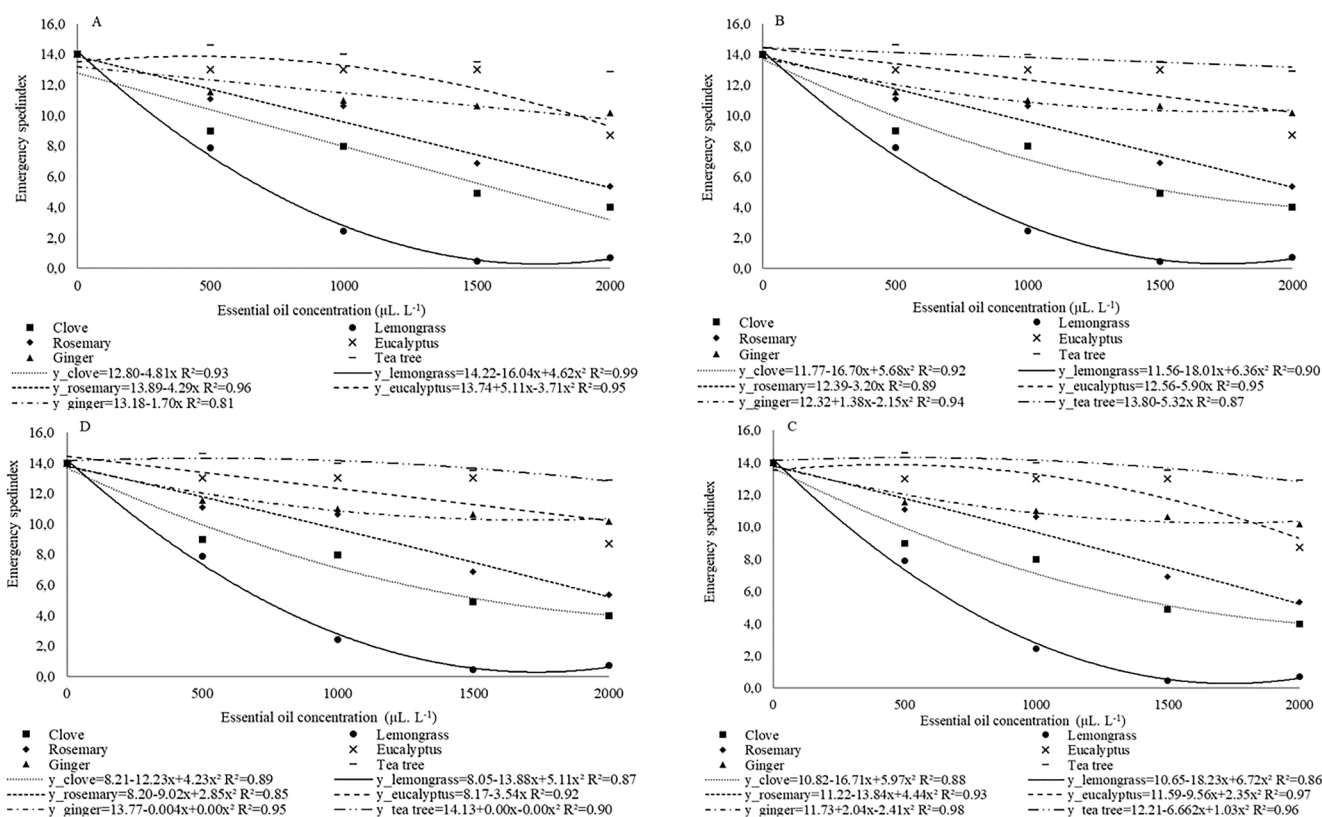 A
16,0
14,0
12,0
10,0
8,0
6,0
4,0
2,0
0,0
Emergency spedindex
0 500 1000 1500 2000
Essential oil concentration (µL. L⁻¹)
Clove Lemongrass
Rosemary Eucalyptus
Ginger Tea tree
y_clove=12.80-4.81x R²=0.93 y_lemongrass=14.22-16.04x+4.62x² R²=0.99
y_rosemary=13.89-4.29x R²=0.96 y_eucalyptus=13.74+5.11x-3.71x² R²=0.95
y_ginger=13.18-1.70x R²=0.81
B
16,0
14,0
12,0
10,0
8,0
6,0
4,0
2,0
0,0
Emergency spedindex
0 500 1000 1500 2000
Essential oil concentration (µL. L⁻¹)
Clove Lemongrass
Rosemary Eucalyptus
Ginger Tea tree
y_clove=11.77-16.70x+5.68x² R²=0.92 y_lemongrass=11.56-18.01x+6.36x² R²=0.90
y_rosemary=12.39-3.20x R²=0.89 y_eucalyptus=12.56-5.90x R²=0.95
y_ginger=12.32+1.38x-2.15x² R²=0.94 y_tea tree=13.80-5.32x R²=0.87
D
16,0
14,0
12,0
10,0
8,0
6,0
4,0
2,0
0,0
Emergency spedindex
0 500 1000 1500 2000
Essential oil concentration (µL. L⁻¹)
Clove Lemongrass
Rosemary Eucalyptus
Ginger Tea tree
y_clove=8.21-12.23x+4.23x² R²=0.89 y_lemongrass=8.05-13.88x+5.11x² R²=0.87
y_rosemary=8.20-9.02x+2.85x² R²=0.85 y_eucalyptus=8.17-3.54x R²=0.92
y_ginger=13.77-0.004x+0.00x² R²=0.95 y_tea tree=14.13+0.00x-0.00x² R²=0.90
C
16,0
14,0
12,0
10,0
8,0
6,0
4,0
2,0
0,0
Emergency spedindex
0 500 1000 1500 2000
Essential oil concentration (µL. L⁻¹)
Clove Lemongrass
Rosemary Eucalyptus
Ginger Tea tree
y_clove=10.82-16.71x+5.97x² R²=0.88 y_lemongrass=10.65-18.23x+6.72x² R²=0.86
y_rosemary=11.22-13.84x+4.44x² R²=0.93 y_eucalyptus=11.59-9.56x+2.35x² R²=0.97
y_ginger=11.73+2.04x-2.41x² R²=0.98 y_tea tree=12.21-6.662x+1.03x² R²=0.96